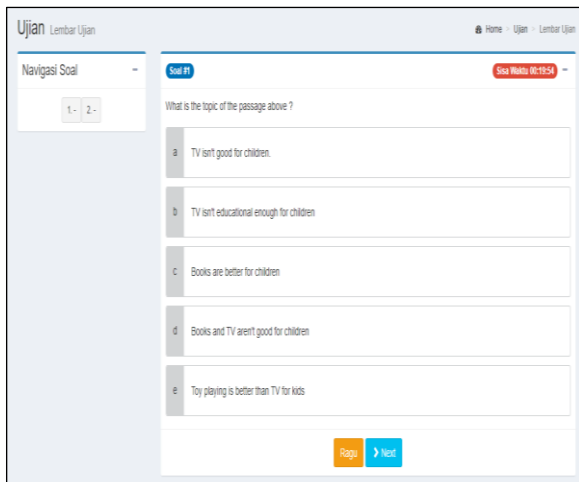 Ujian Lembar Ujian
Home > Ujian > Lembar Ujian
Navigasi Soal −
1. - 2. -
Soal #1
Sisa Waktu 00:19:54 −
What is the topic of the passage above ?
a TV isn't good for children.
b TV isn't educational enough for children
c Books are better for children
d Books and TV aren't good for children
e Toy playing is better than TV for kids
Ragu
❯ Next